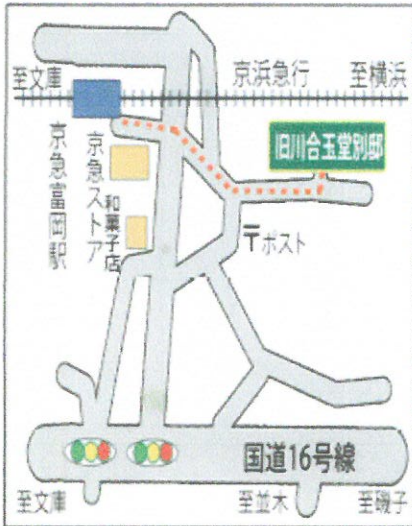 至文庫
京浜急行
至横浜
京急富岡駅
京急ストア
和菓子店
旧川合玉堂別邸
〒ポスト
国道16号線
至文庫
至並木
至磯子